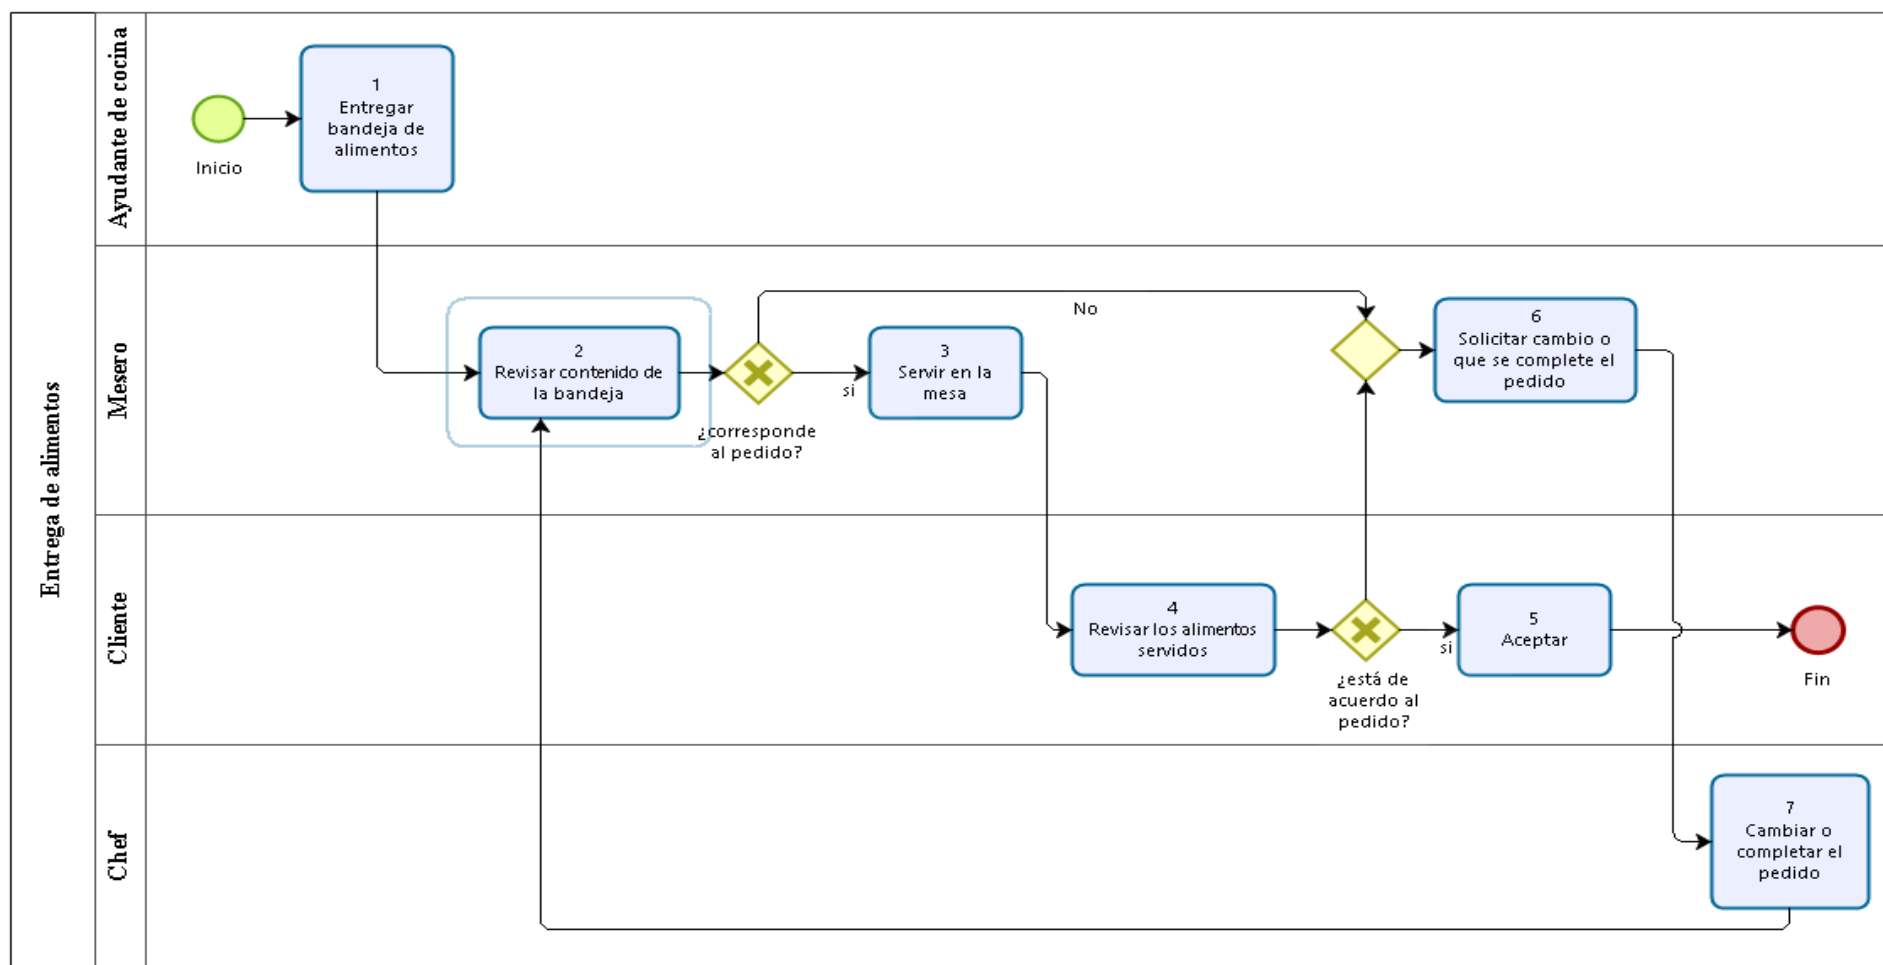 Entrega de alimentos
Ayudante de cocina
Inicio
1
Entregar
bandeja de
alimentos
Mesero
2
Revisar contenido de
la bandeja
¿corresponde
al pedido?
si
3
Servir en la
mesa
No
6
Solicitar cambio o
que se complete el
pedido
Cliente
4
Revisar los alimentos
servidos
¿está de
acuerdo al
pedido?
si
5
Aceptar
Fin
Chef
7
Cambiar o
completar el
pedido